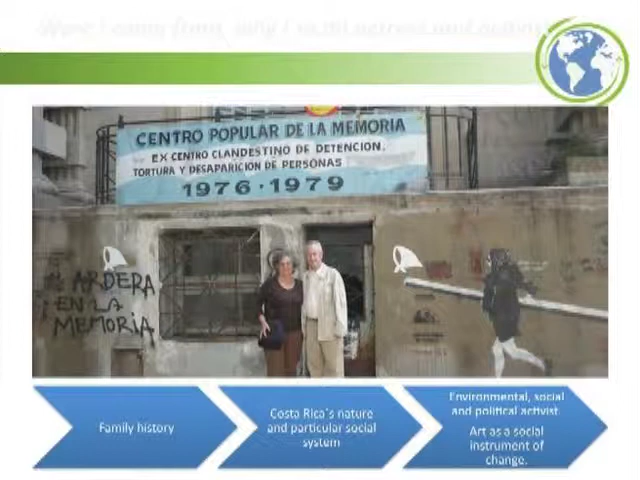 CENTRO POPULAR DE LA MEMORIA
EX CENTRO CLANDESTINO DE DETENCION,
TORTURA Y DESAPARICION DE PERSONAS
1976 · 1979
ARDERA
EN LA
MEMORIA
Family history
Costa Rica´s nature
and particular social
system
Environmental, social
and political activist.
Art as a social
instrument of
change.